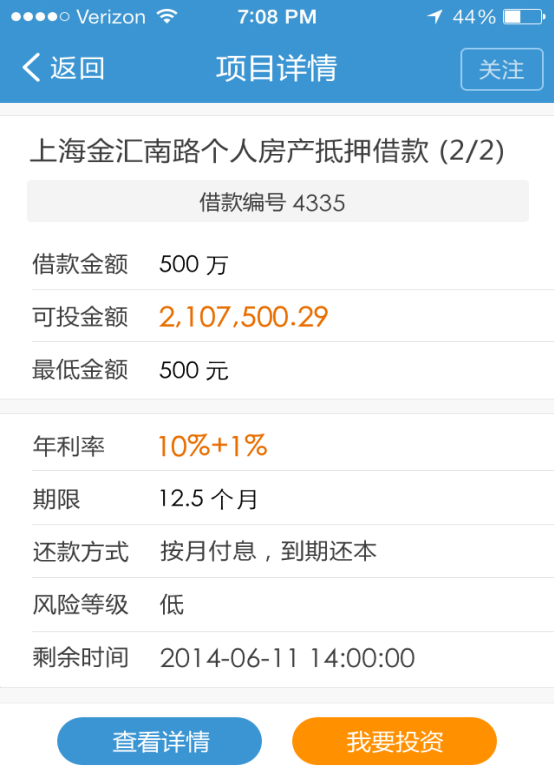 Verizon 7:08 PM 44%
返回 项目详情 关注
上海金汇南路个人房产抵押借款 (2/2)
借款编号 4335
借款金额 500 万
可投金额 2,107,500.29
最低金额 500 元
年利率 10%+1%
期限 12.5 个月
还款方式 按月付息，到期还本
风险等级 低
剩余时间 2014-06-11 14:00:00
查看详情 我要投资